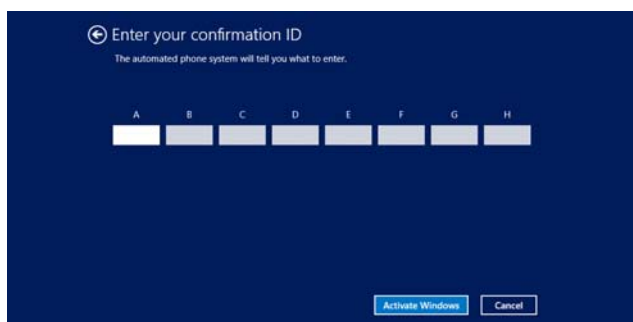 Enter your confirmation ID
The automated phone system will tell you what to enter.
A B C D E F G H
Activate Windows Cancel